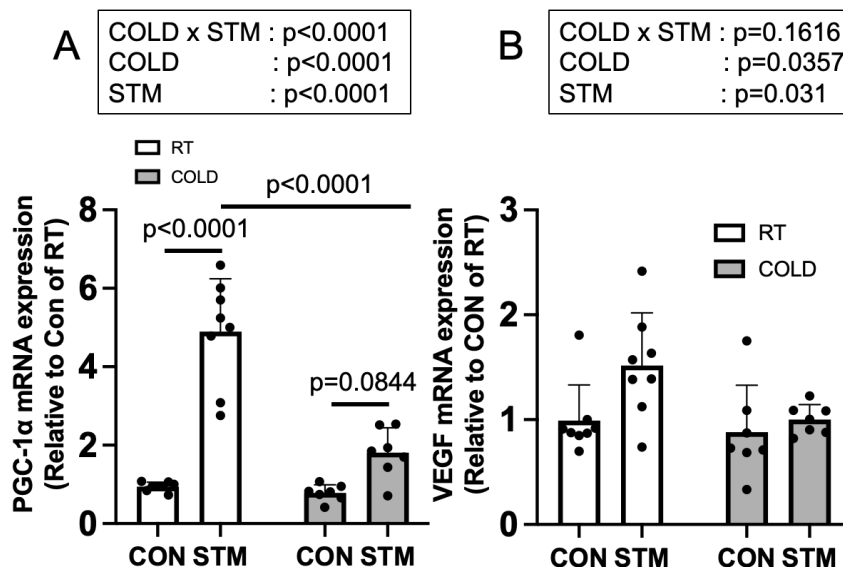 A
COLD x STM : p<0.0001
COLD : p<0.0001
STM : p<0.0001
RT
COLD
p<0.0001
p<0.0001
p=0.0844
PGC-1α mRNA expression
(Relative to Con of RT)
8
6
4
2
0
CON STM
CON STM
B
COLD x STM : p=0.1616
COLD : p=0.0357
STM : p=0.031
RT
COLD
VEGF mRNA expression
(Relative to CON of RT)
3
2
1
0
CON STM
CON STM